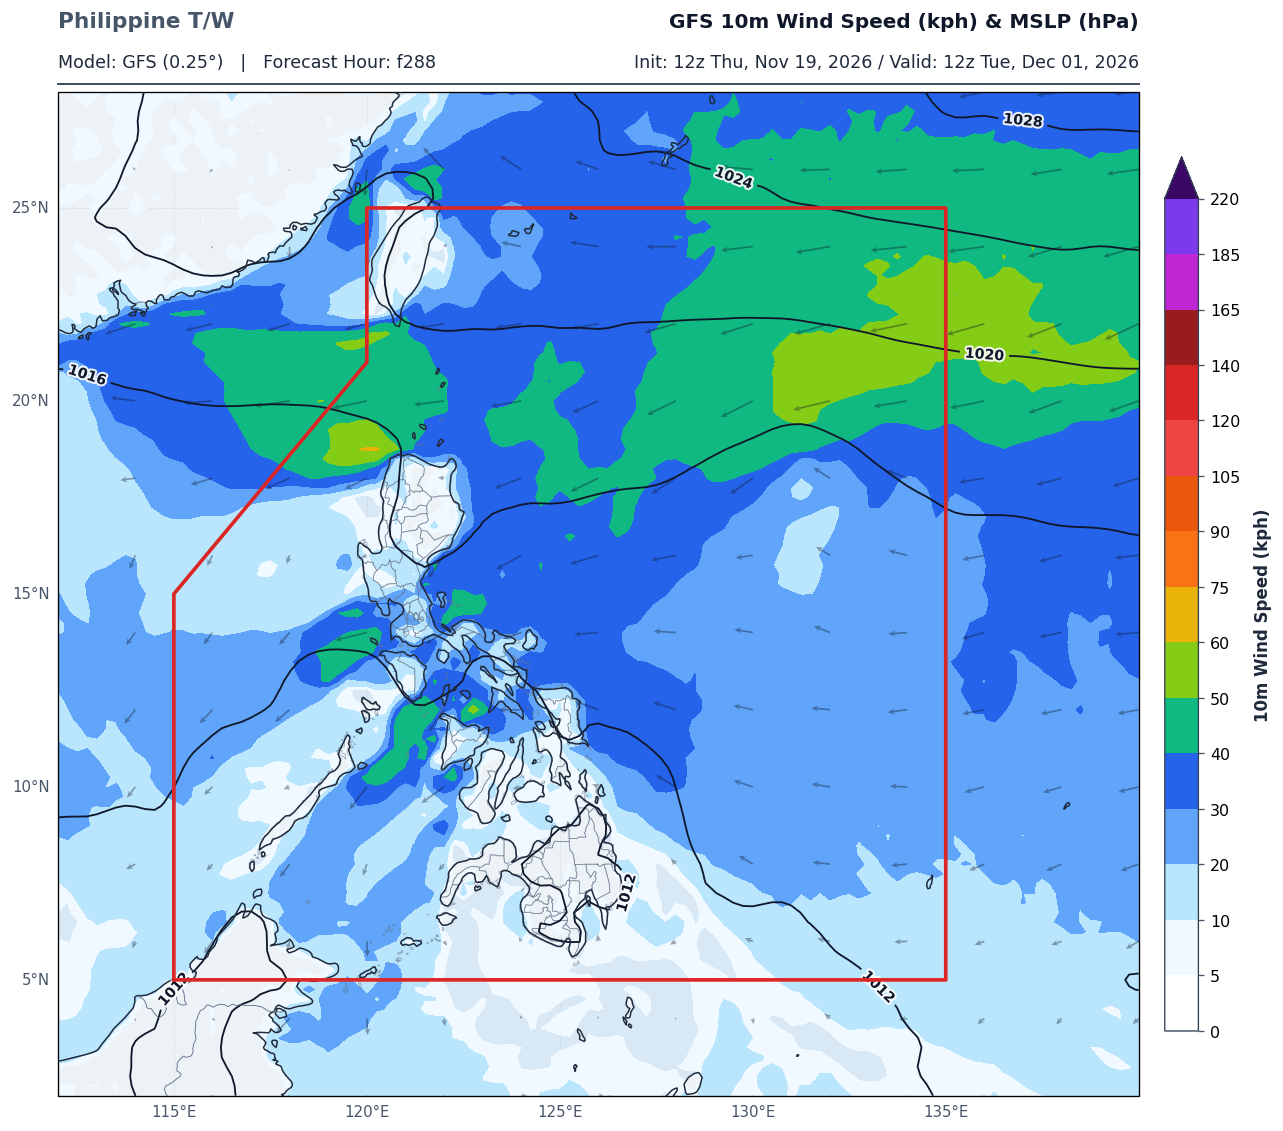 Philippine T/W
GFS 10m Wind Speed (kph) & MSLP (hPa)
Model: GFS (0.25°) | Forecast Hour: f288
Init: 12z Thu, Nov 19, 2026 / Valid: 12z Tue, Dec 01, 2026
1028
1024
1020
1016
1012
1012
1012
25°N
20°N
15°N
10°N
5°N
115°E
120°E
125°E
130°E
135°E
220
185
165
140
120
105
90
75
60
50
40
30
20
10
5
0
10m Wind Speed (kph)